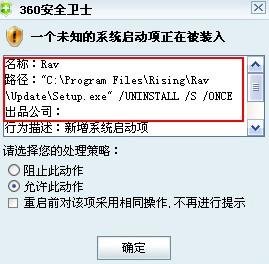 360安全卫士
一个未知的系统启动项正在被装入
名称：Rav
路径："C:\Program Files\Rising\Rav
\Update\Setup.exe" /UNINSTALL /S /ONCE
出品公司：
行为描述：新增系统启动项
请选择您的处理策略：
阻止此动作
允许此动作
重启前对该项采用相同操作，不再进行提示
确定